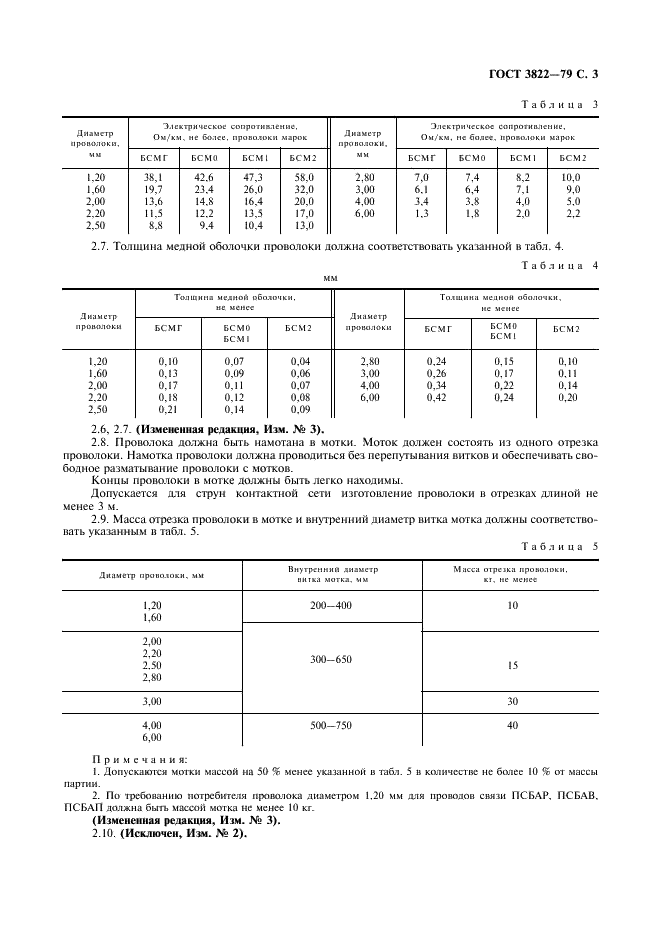 ГОСТ 3822—79 С. 3
Таблица 3
Диаметр проволоки, мм | Электрическое сопротивление, Ом/км, не более, проволоки марок | Диаметр проволоки, мм | Электрическое сопротивление, Ом/км, не более, проволоки марок
БСМГ | БСМ0 | БСМ1 | БСМ2 | БСМГ | БСМ0 | БСМ1 | БСМ2
1,20 | 38,1 | 42,6 | 47,3 | 58,0 | 2,80 | 7,0 | 7,4 | 8,2 | 10,0
1,60 | 19,7 | 23,4 | 26,0 | 32,0 | 3,00 | 6,1 | 6,4 | 7,1 | 9,0
2,00 | 13,6 | 14,8 | 16,4 | 20,0 | 4,00 | 3,4 | 3,8 | 4,0 | 5,0
2,20 | 11,5 | 12,2 | 13,5 | 17,0 | 6,00 | 1,3 | 1,8 | 2,0 | 2,2
2,50 | 8,8 | 9,4 | 10,4 | 13,0
2.7. Толщина медной оболочки проволоки должна соответствовать указанной в табл. 4.
Таблица 4
мм
Диаметр проволоки | Толщина медной оболочки, не менее | Диаметр проволоки | Толщина медной оболочки, не менее
БСМГ | БСМ0 БСМ1 | БСМ2 | БСМГ | БСМ0 БСМ1 | БСМ2
1,20 | 0,10 | 0,07 | 0,04 | 2,80 | 0,24 | 0,15 | 0,10
1,60 | 0,13 | 0,09 | 0,06 | 3,00 | 0,26 | 0,17 | 0,11
2,00 | 0,17 | 0,11 | 0,07 | 4,00 | 0,34 | 0,22 | 0,14
2,20 | 0,18 | 0,12 | 0,08 | 6,00 | 0,42 | 0,24 | 0,20
2,50 | 0,21 | 0,14 | 0,09
2.6, 2.7. (Измененная редакция, Изм. № 3).
2.8. Проволока должна быть намотана в мотки. Моток должен состоять из одного отрезка
проволоки. Намотка проволоки должна проводиться без перепутывания витков и обеспечивать сво-
бодное разматывание проволоки с мотков.
Концы проволоки в мотке должны быть легко находимы.
Допускается для струн контактной сети изготовление проволоки в отрезках длиной не
менее 3 м.
2.9. Масса отрезка проволоки в мотке и внутренний диаметр витка мотка должны соответство-
вать указанным в табл. 5.
Таблица 5
Диаметр проволоки, мм | Внутренний диаметр витка мотка, мм | Масса отрезка проволоки, кг, не менее
1,20 | 200—400 | 10
1,60
2,00
2,20 | 300—650
2,50 | 15
2,80
3,00 | 30
4,00 | 500—750 | 40
6,00
Примечания:
1. Допускаются мотки массой на 50 % менее указанной в табл. 5 в количестве не более 10 % от массы
партии.
2. По требованию потребителя проволока диаметром 1,20 мм для проводов связи ПСБАР, ПСБАВ,
ПСБАП должна быть массой мотка не менее 10 кг.
(Измененная редакция, Изм. № 3).
2.10. (Исключен, Изм. № 2).